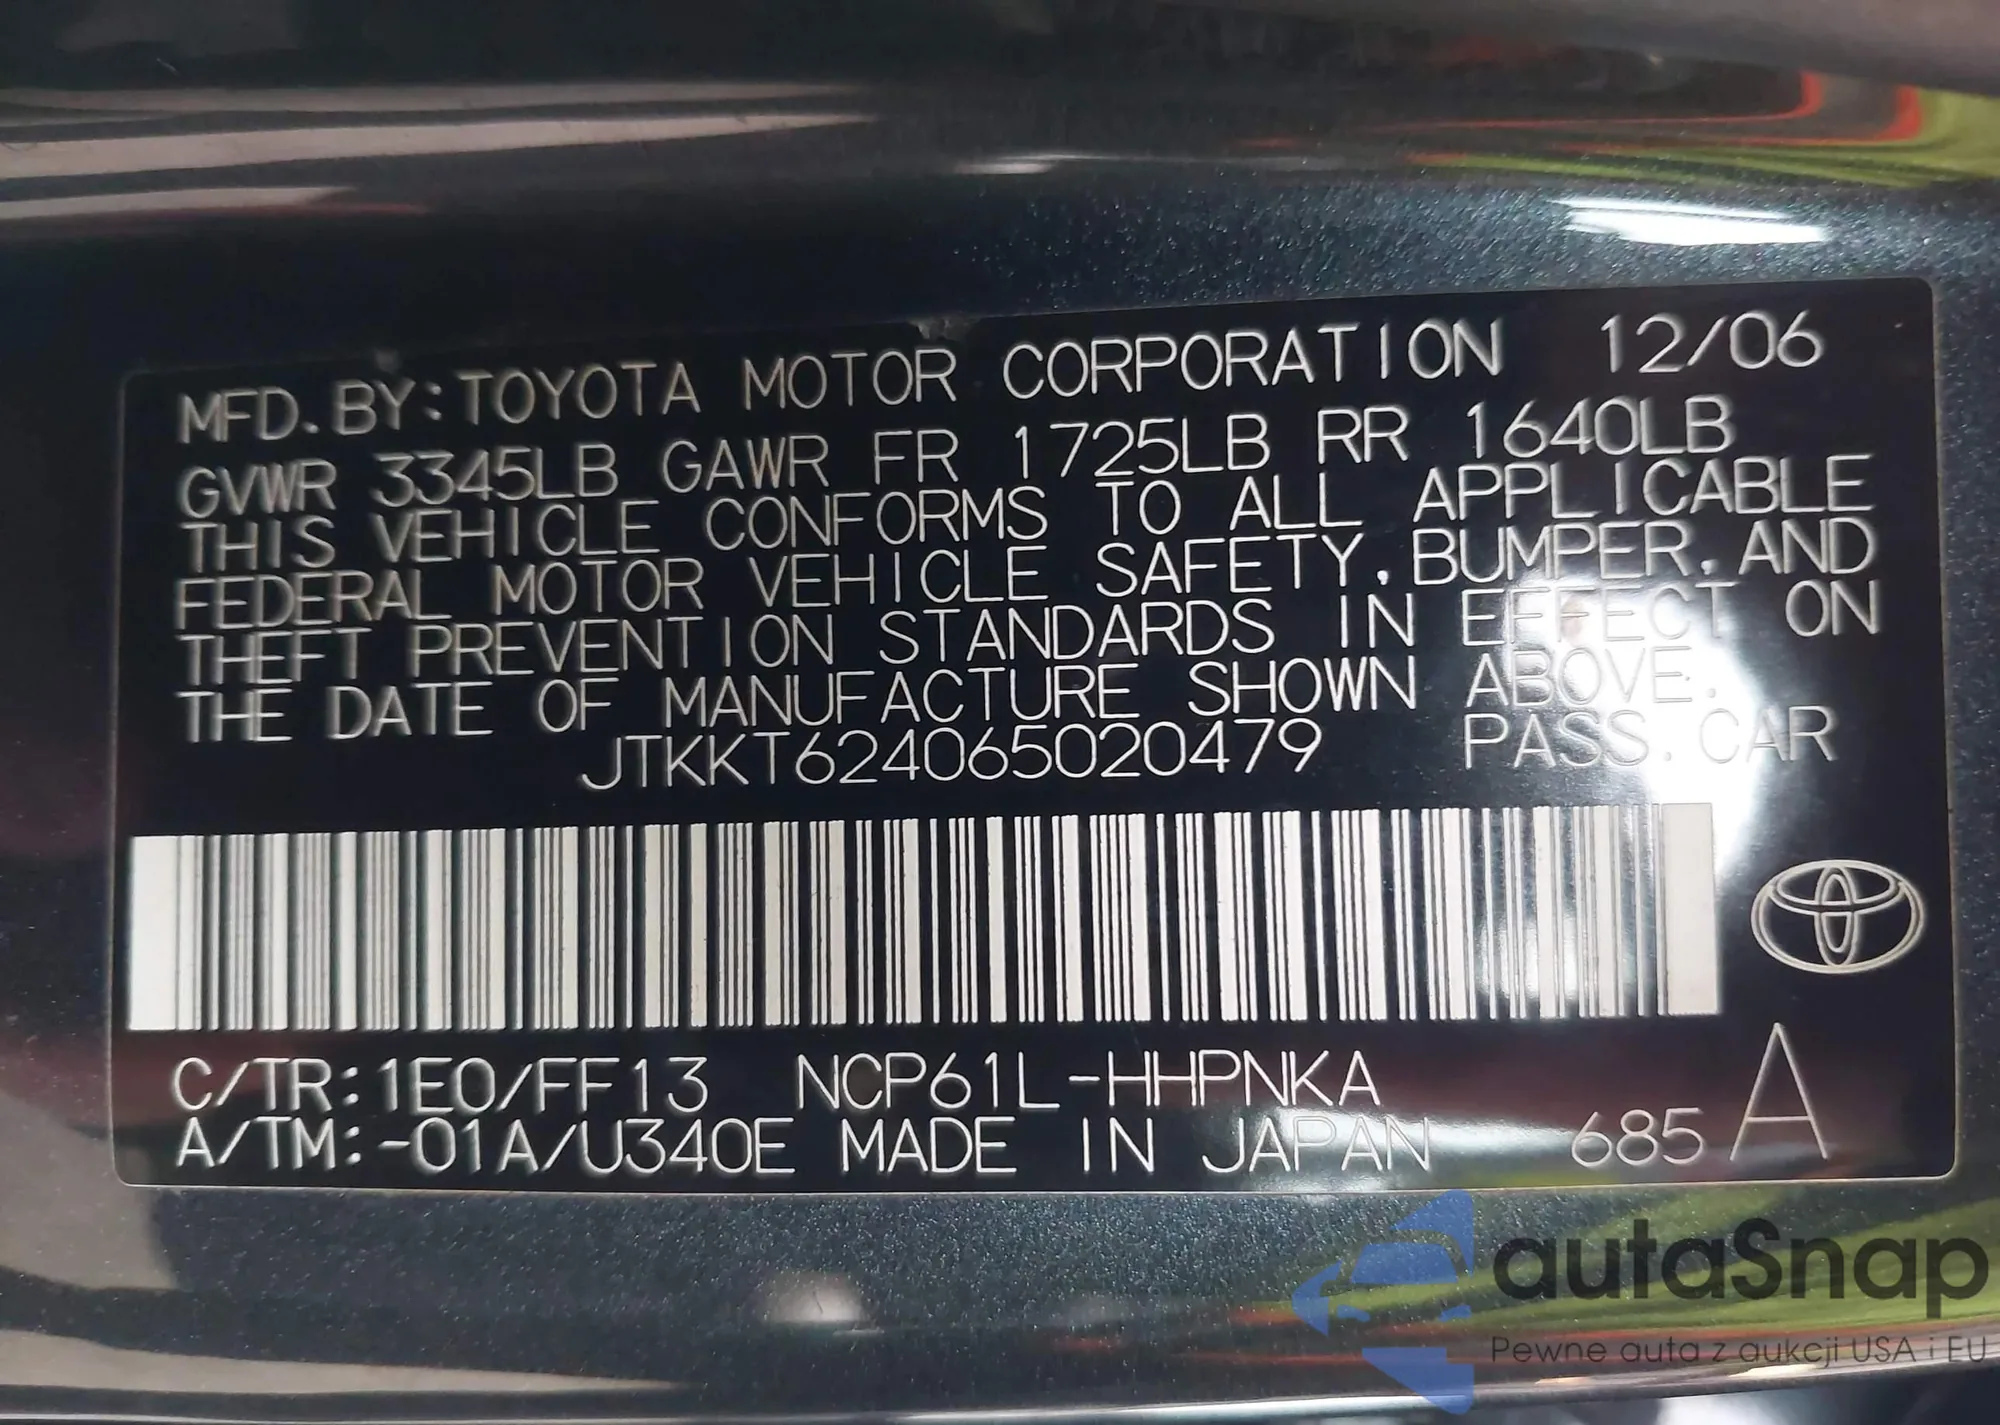 MFD. BY: TOYOTA MOTOR CORPORATION 12/06
GVWR 3345LB GAWR FR 1725LB RR 1640LB
THIS VEHICLE CONFORMS TO ALL APPLICABLE
FEDERAL MOTOR VEHICLE SAFETY, BUMPER, AND
THEFT PREVENTION STANDARDS IN EFFECT ON
THE DATE OF MANUFACTURE SHOWN ABOVE.
JTKKT624065020479 PASS. CAR
C/TR: 1E0/FF13 NCP61L-HHPNKA
A/TM: -01A/U340E MADE IN JAPAN 685 A
autaSnap
Pewne auta z aukcji USA i EU